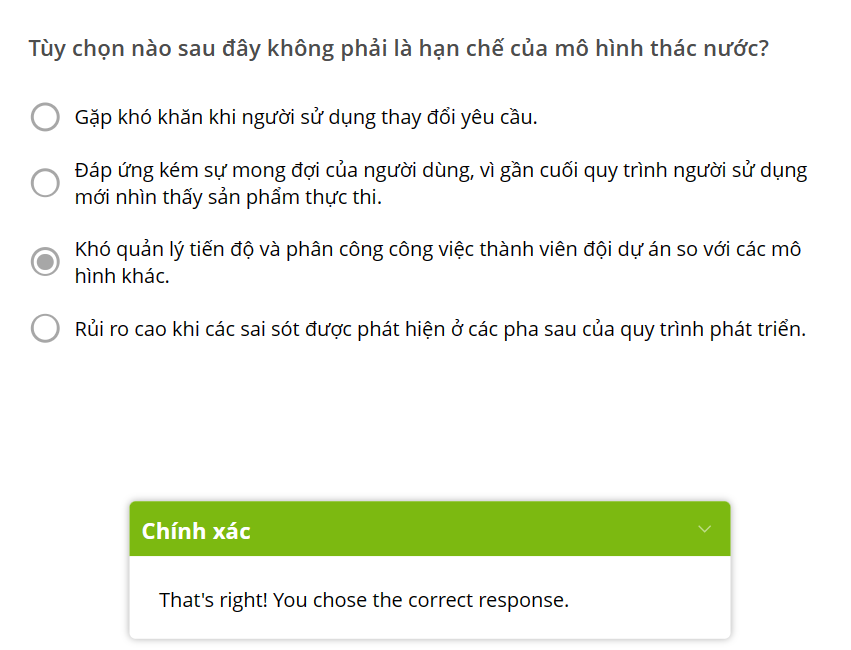 Tùy chọn nào sau đây không phải là hạn chế của mô hình thác nước?
Gặp khó khăn khi người sử dụng thay đổi yêu cầu.
Đáp ứng kém sự mong đợi của người dùng, vì gần cuối quy trình người sử dụng
mới nhìn thấy sản phẩm thực thi.
Khó quản lý tiến độ và phân công công việc thành viên đội dự án so với các mô
hình khác.
Rủi ro cao khi các sai sót được phát hiện ở các pha sau của quy trình phát triển.
Chính xác
That's right! You chose the correct response.